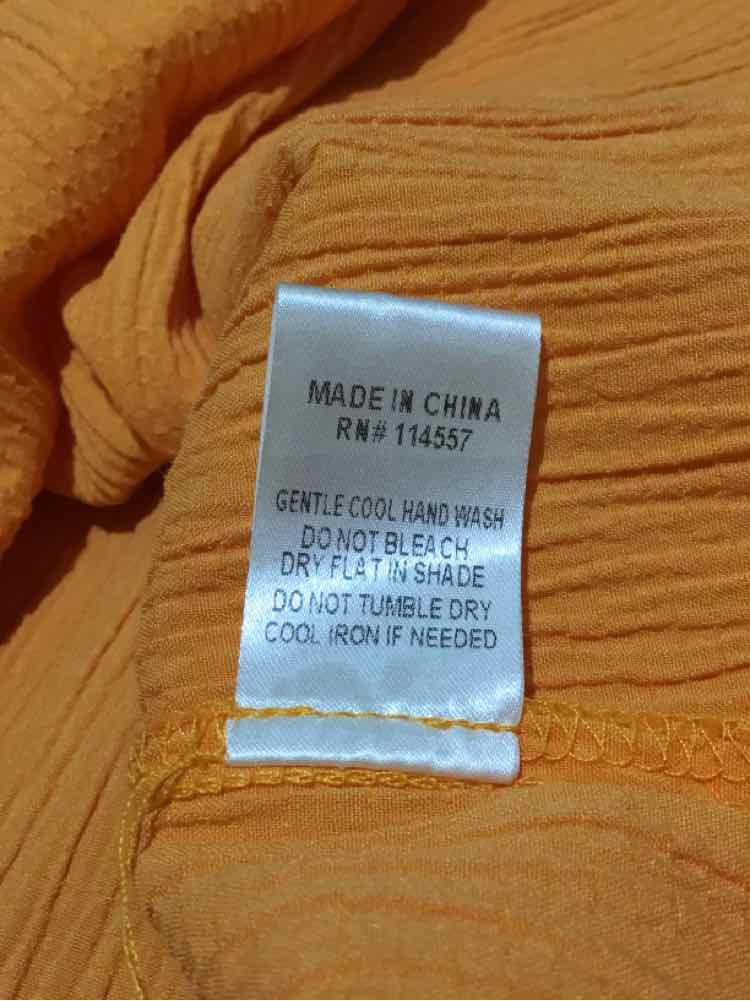 MADE IN CHINA
RN# 114557
GENTLE COOL HAND WASH
DO NOT BLEACH
DRY FLAT IN SHADE
DO NOT TUMBLE DRY
COOL IRON IF NEEDED